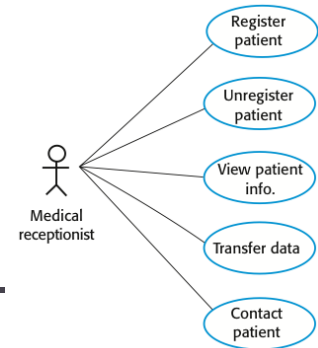 Register
patient
Unregister
patient
View patient
info.
Medical
receptionist
Transfer data
Contact
patient